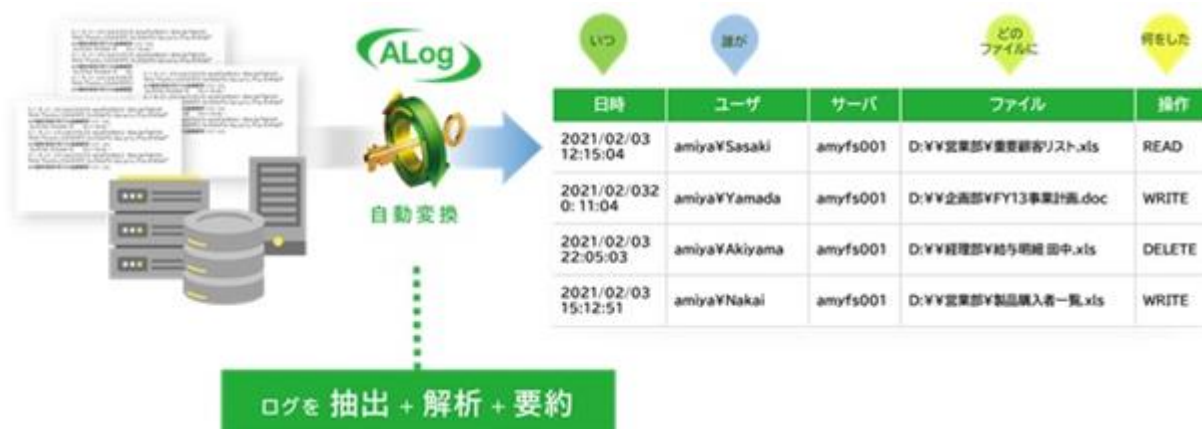 ALog
自動変換
ログを 抽出 + 解析 + 要約
いつ
誰が
どの
ファイルに
何をした
日時 ユーザ サーバ ファイル 操作
2021/02/03
12:15:04 amiya¥Sasaki amyfs001 D:¥¥営業部¥重要顧客リスト.xls READ
2021/02/032
0: 11:04 amiya¥Yamada amyfs001 D:¥¥企画部¥FY13事業計画.doc WRITE
2021/02/03
22:05:03 amiya¥Akiyama amyfs001 D:¥¥経理部¥給与明細 田中.xls DELETE
2021/02/03
15:12:51 amiya¥Nakai amyfs001 D:¥¥営業部¥製品購入者一覧.xls WRITE